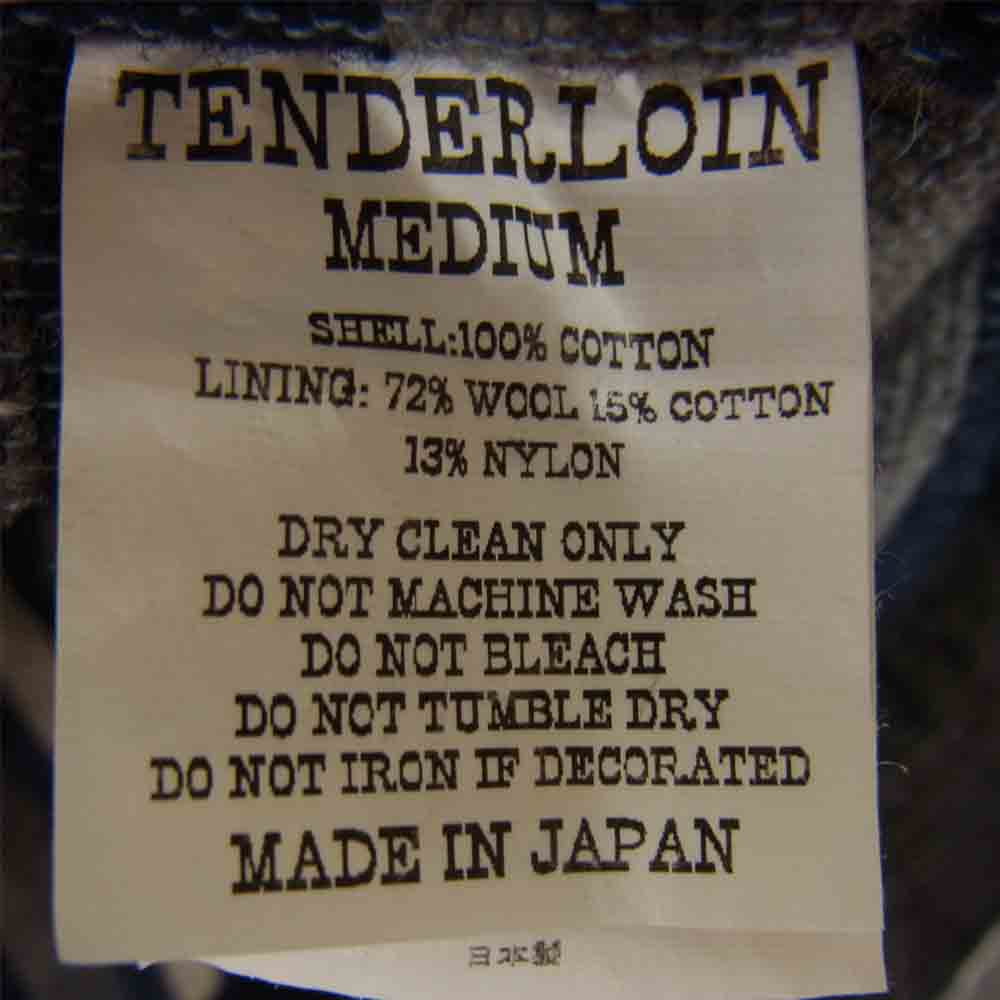 TENDERLOIN
MEDIUM
SHELL:100% COTTON
LINING: 72% WOOL 15% COTTON
13% NYLON
DRY CLEAN ONLY
DO NOT MACHINE WASH
DO NOT BLEACH
DO NOT TUMBLE DRY
DO NOT IRON IF DECORATED
MADE IN JAPAN
日本製